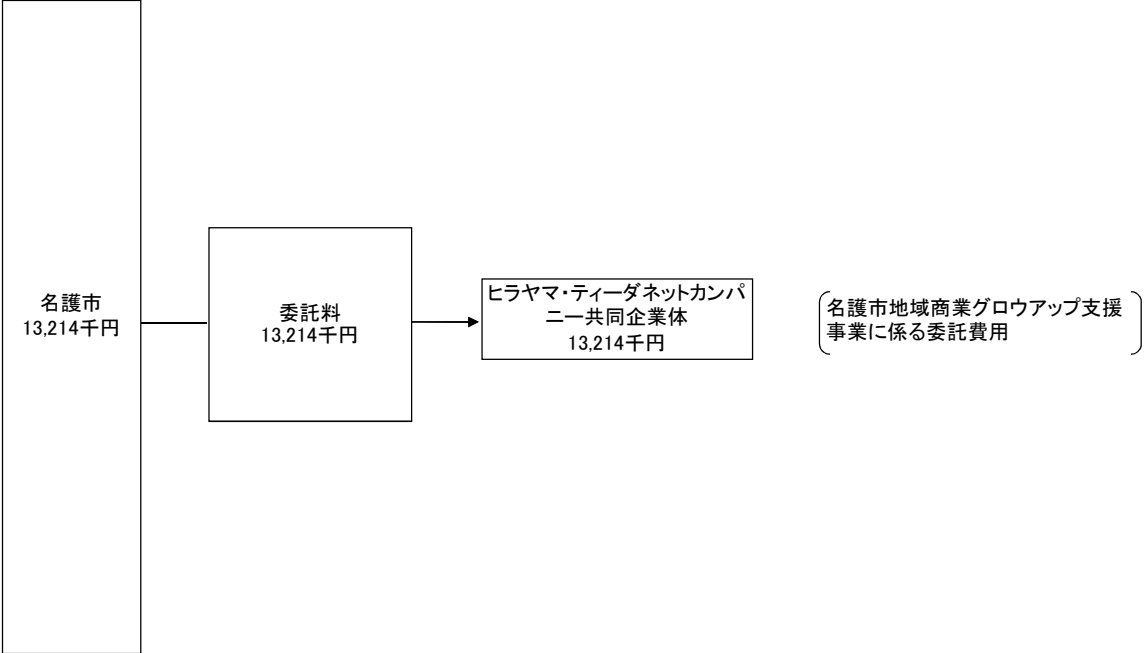 名護市
13,214千円
委託料
13,214千円
ヒラヤマ・ティーダネットカンパ
ニー共同企業体
13,214千円
名護市地域商業グロウアップ支援
事業に係る委託費用